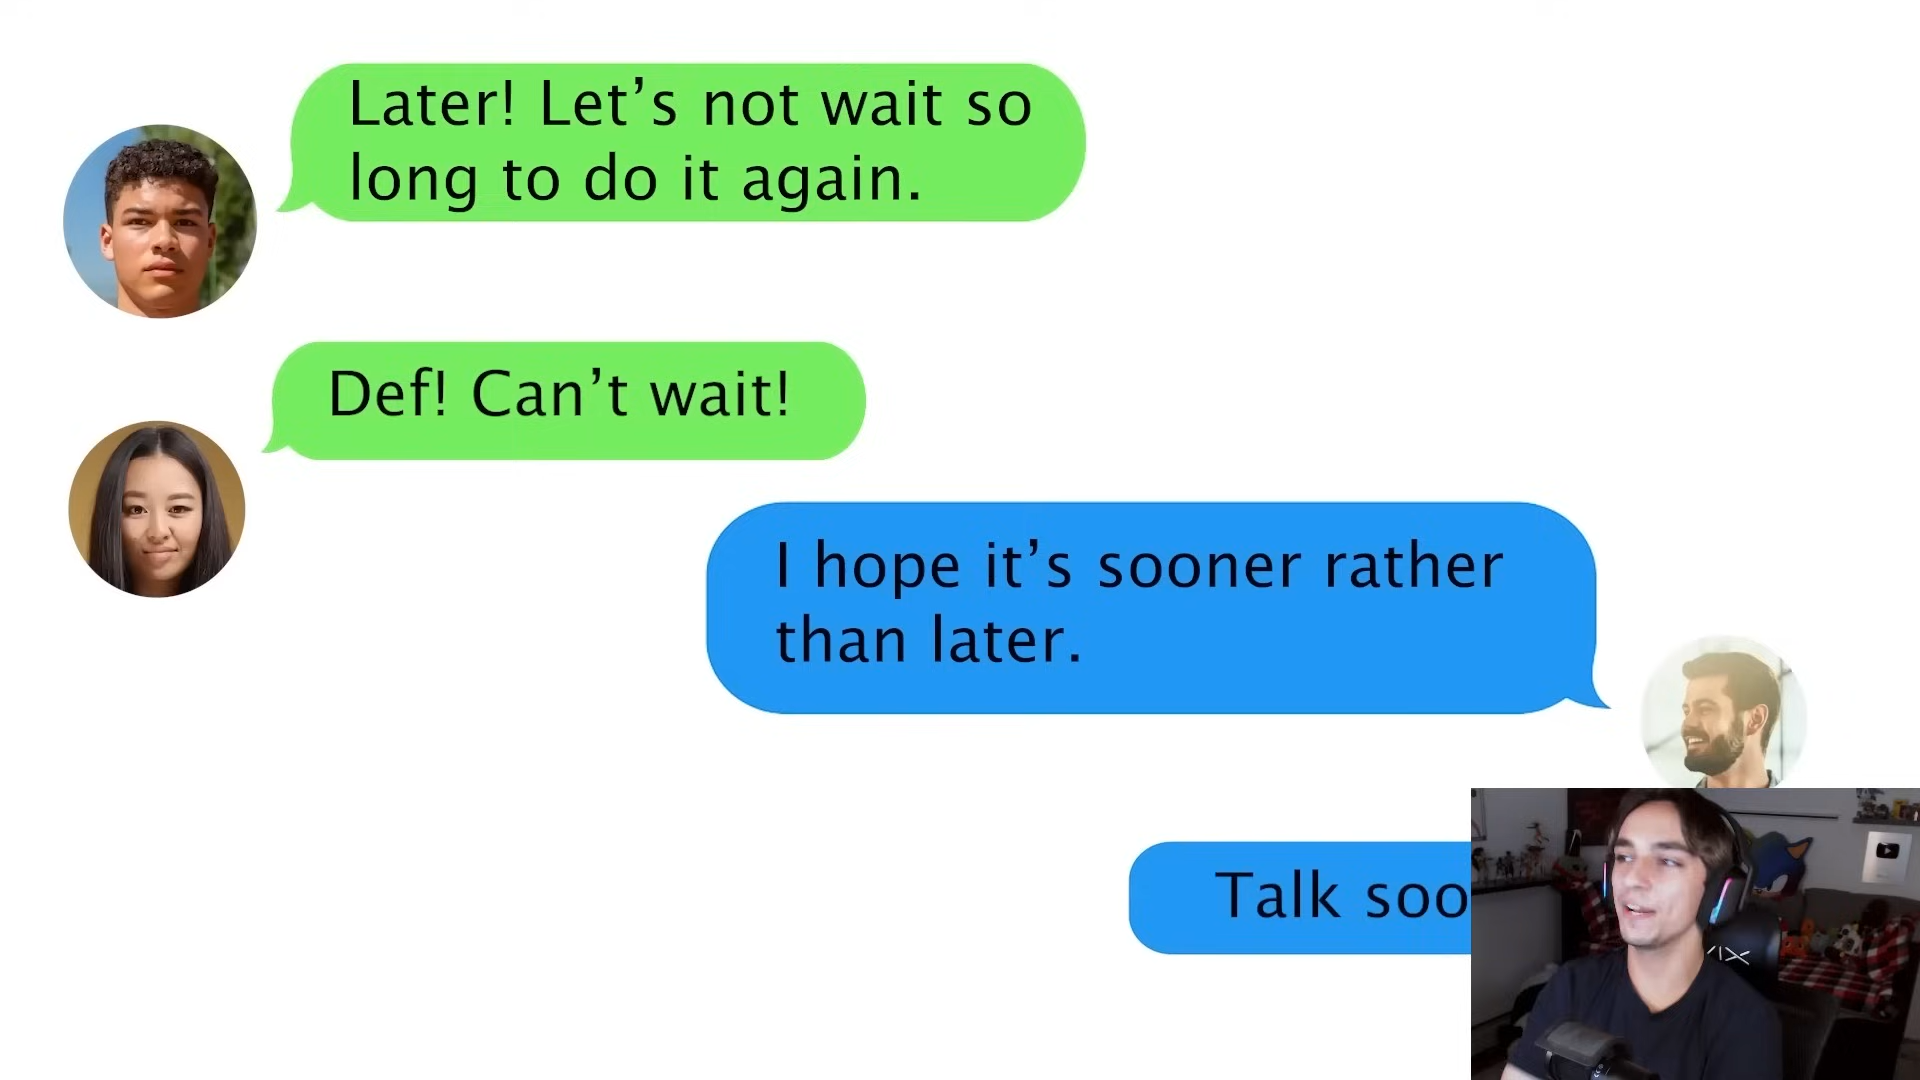 Later! Let’s not wait so
long to do it again.
Def! Can’t wait!
I hope it’s sooner rather
than later.
Talk